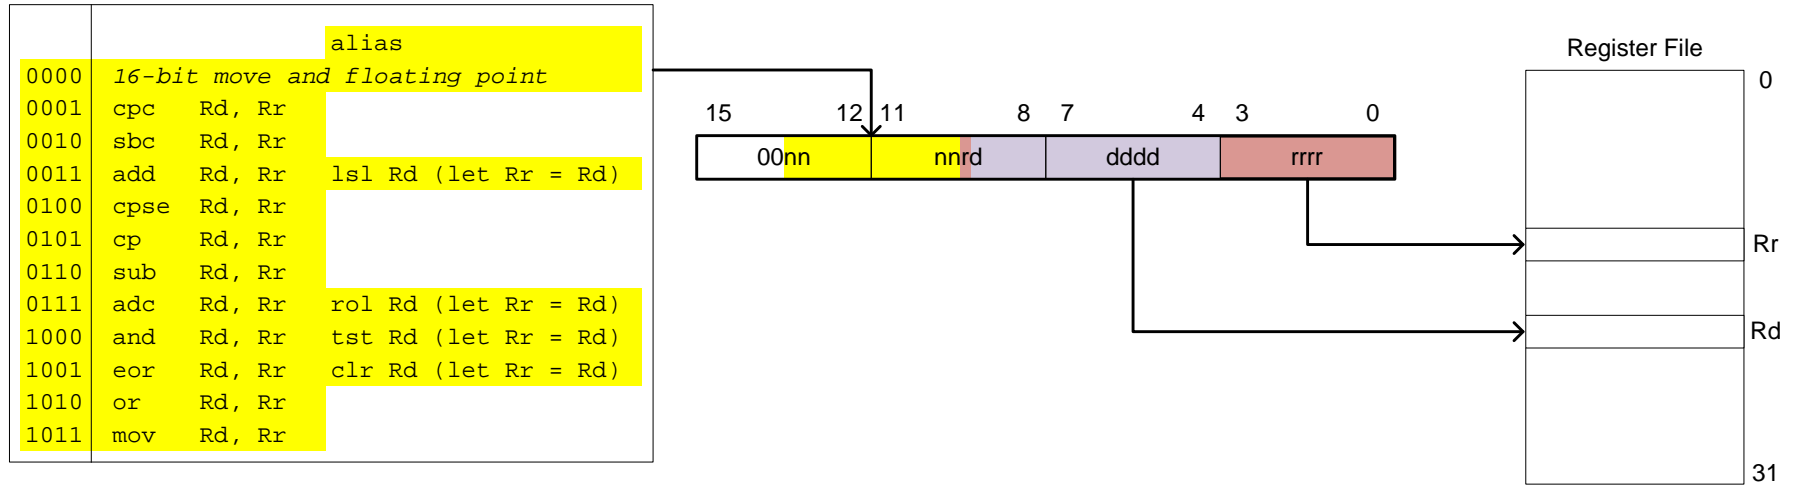 alias
0000 16-bit move and floating point
0001 cpc Rd, Rr
0010 sbc Rd, Rr
0011 add Rd, Rr lsl Rd (let Rr = Rd)
0100 cpse Rd, Rr
0101 cp Rd, Rr
0110 sub Rd, Rr
0111 adc Rd, Rr rol Rd (let Rr = Rd)
1000 and Rd, Rr tst Rd (let Rr = Rd)
1001 eor Rd, Rr clr Rd (let Rr = Rd)
1010 or Rd, Rr
1011 mov Rd, Rr
15 12 11 8 7 4 3 0
00nn nnrd dddd rrrr
Register File
0
Rr
Rd
31